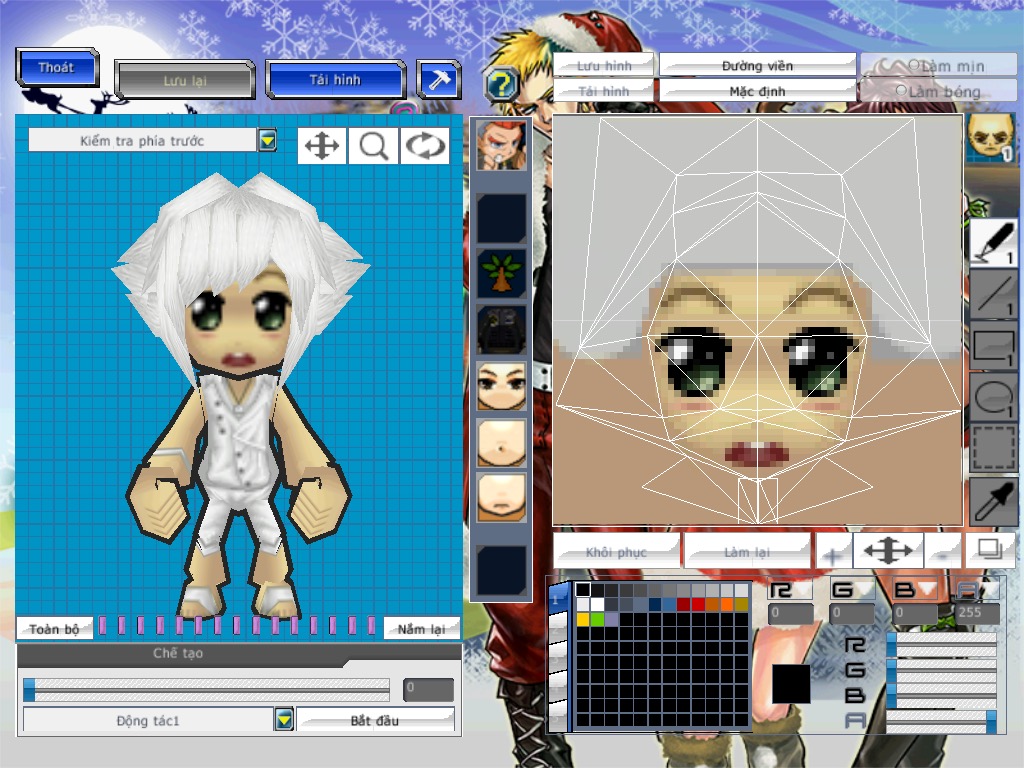 Thoát
Lưu lại
Tải hình
?
Lưu hình
Đường viền
Làm mịn
Tải hình
Mặc định
Làm bóng
Kiểm tra phía trước
1
1
1
1
1
Khôi phục
Làm lại
+
-
1
R
G
B
A
0
0
0
255
R
G
B
A
Toàn bộ
Nắm lại
Chế tạo
0
Động tác1
Bắt đầu